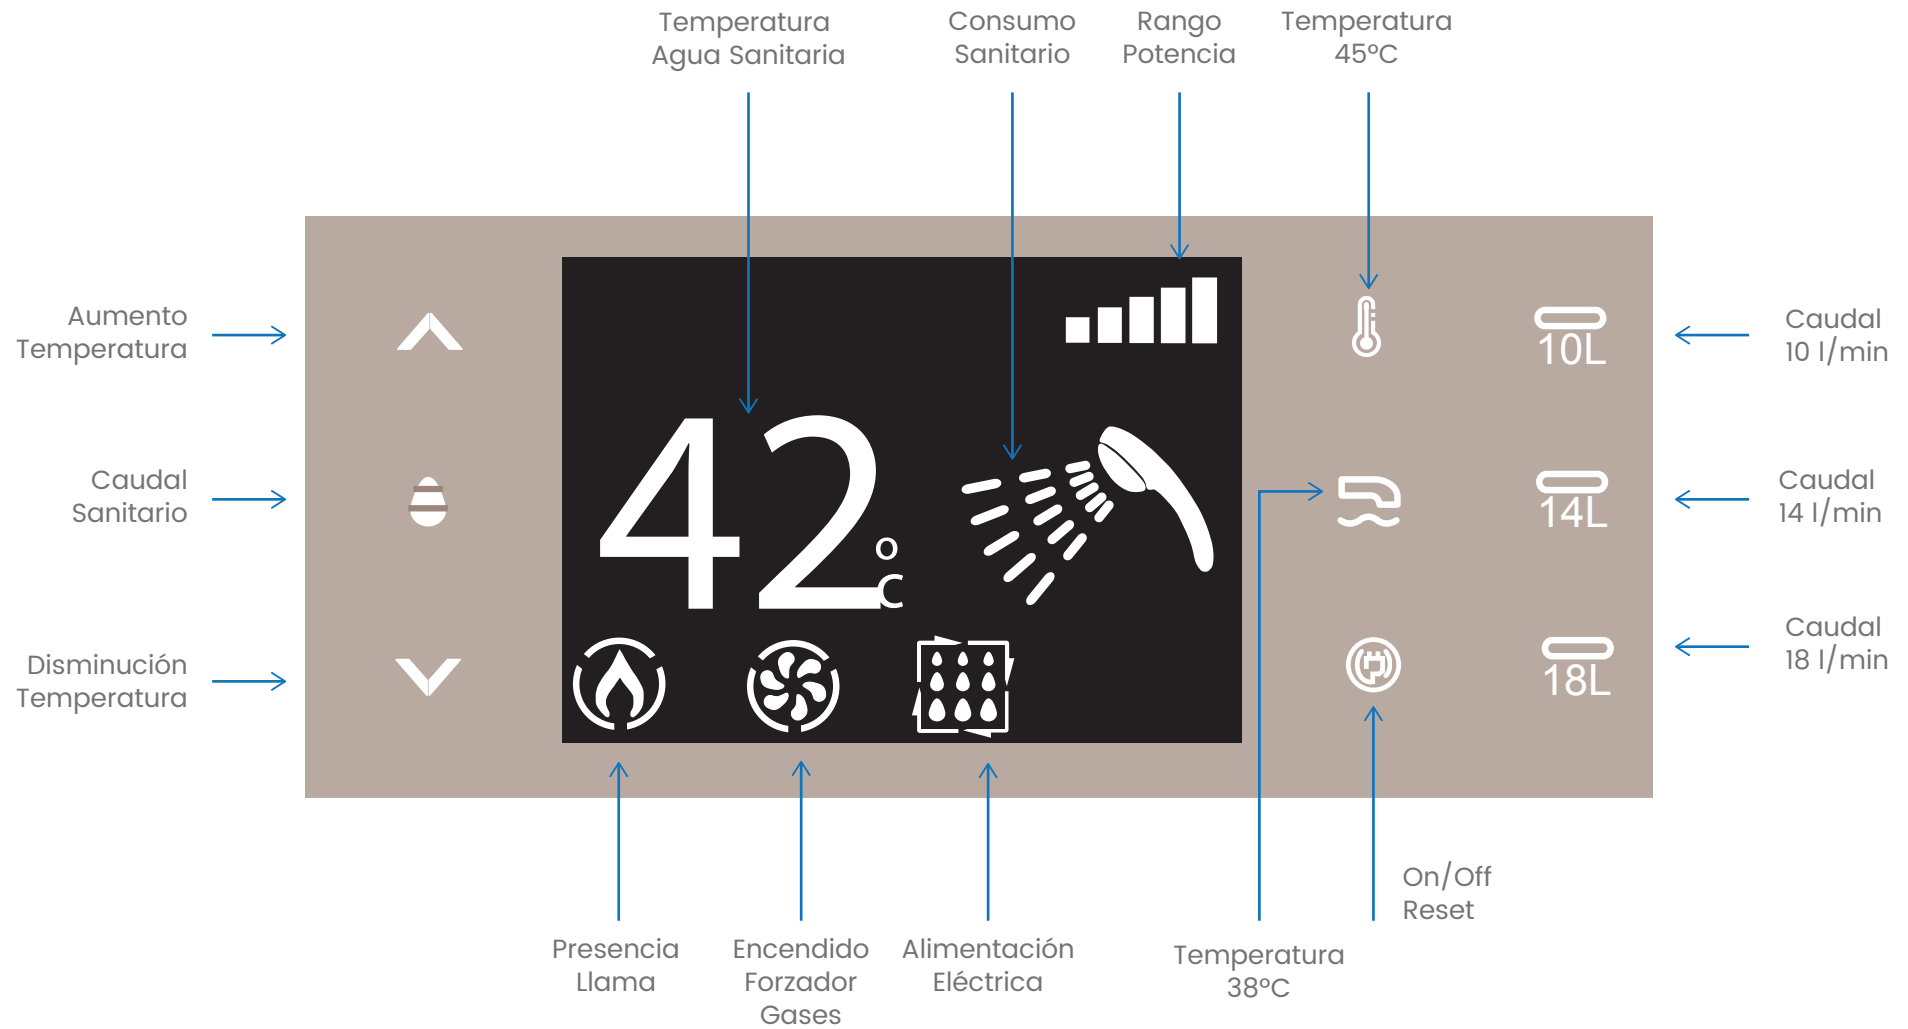 Temperatura
Agua Sanitaria
Consumo
Sanitario
Rango
Potencia
Temperatura
45ºC
Aumento
Temperatura
Caudal
Sanitario
Disminución
Temperatura
42
ºc
10L
14L
18L
Caudal
10 l/min
Caudal
14 l/min
Caudal
18 l/min
Presencia
Llama
Encendido
Forzador
Gases
Alimentación
Eléctrica
Temperatura
38ºC
On/Off
Reset